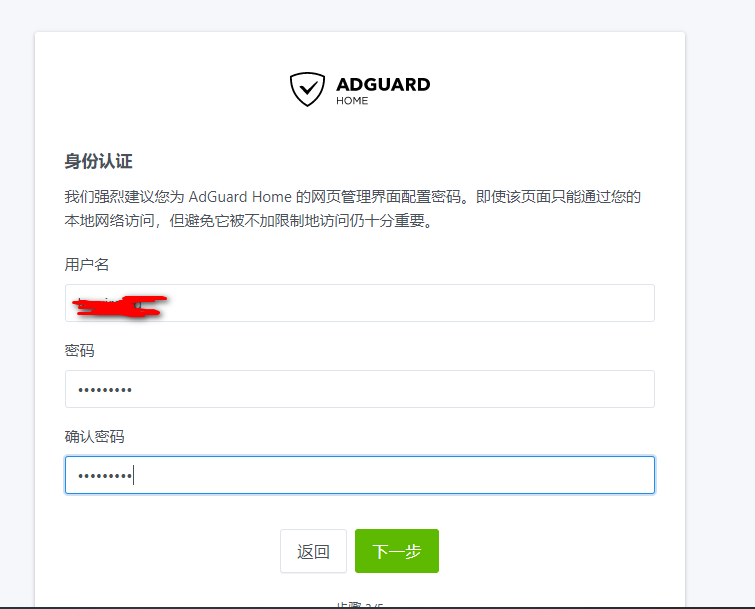 ADGUARD
HOME
身份认证
我们强烈建议您为 AdGuard Home 的网页管理界面配置密码。即使该页面只能通过您的
本地网络访问，但避免它被不加限制地访问仍十分重要。
用户名
密码
•••••••••
确认密码
•••••••••
返回
下一步